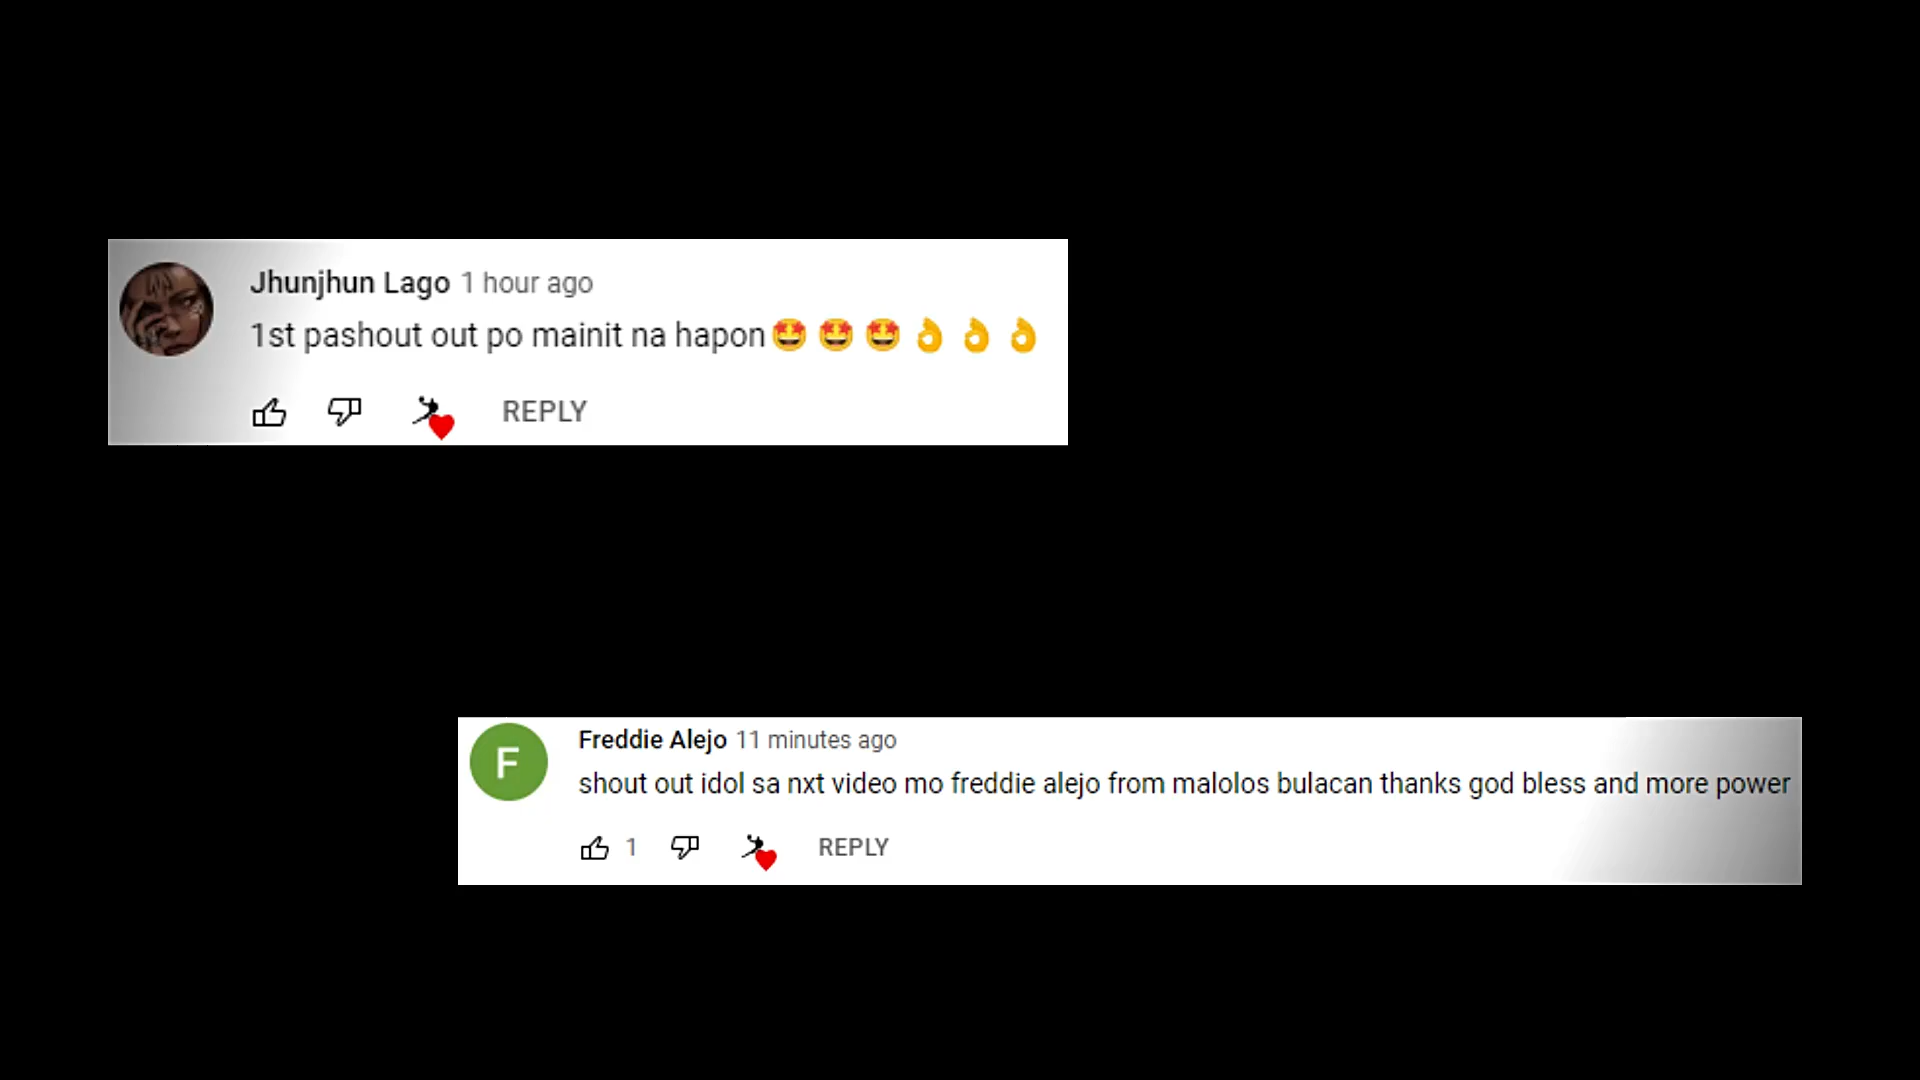 Jhunjhun Lago 1 hour ago
1st pashout out po mainit na hapon🤩🤩🤩👌👌👌
REPLY
F
Freddie Alejo 11 minutes ago
shout out idol sa nxt video mo freddie alejo from malolos bulacan thanks god bless and more power
1 REPLY